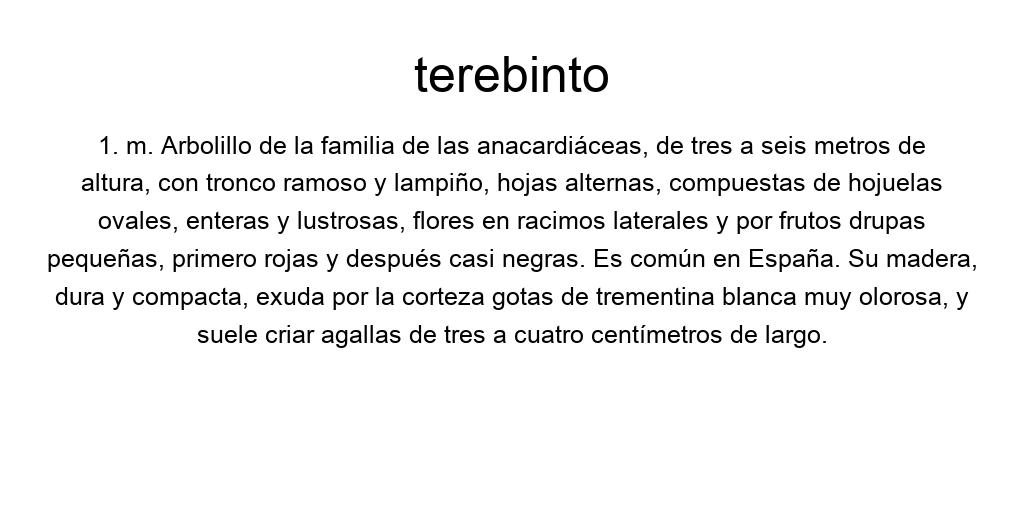 terebinto
1. m. Arbolillo de la familia de las anacardiáceas, de tres a seis metros de
altura, con tronco ramoso y lampiño, hojas alternas, compuestas de hojuelas
ovales, enteras y lustrosas, flores en racimos laterales y por frutos drupas
pequeñas, primero rojas y después casi negras. Es común en España. Su madera,
dura y compacta, exuda por la corteza gotas de trementina blanca muy olorosa, y
suele criar agallas de tres a cuatro centímetros de largo.